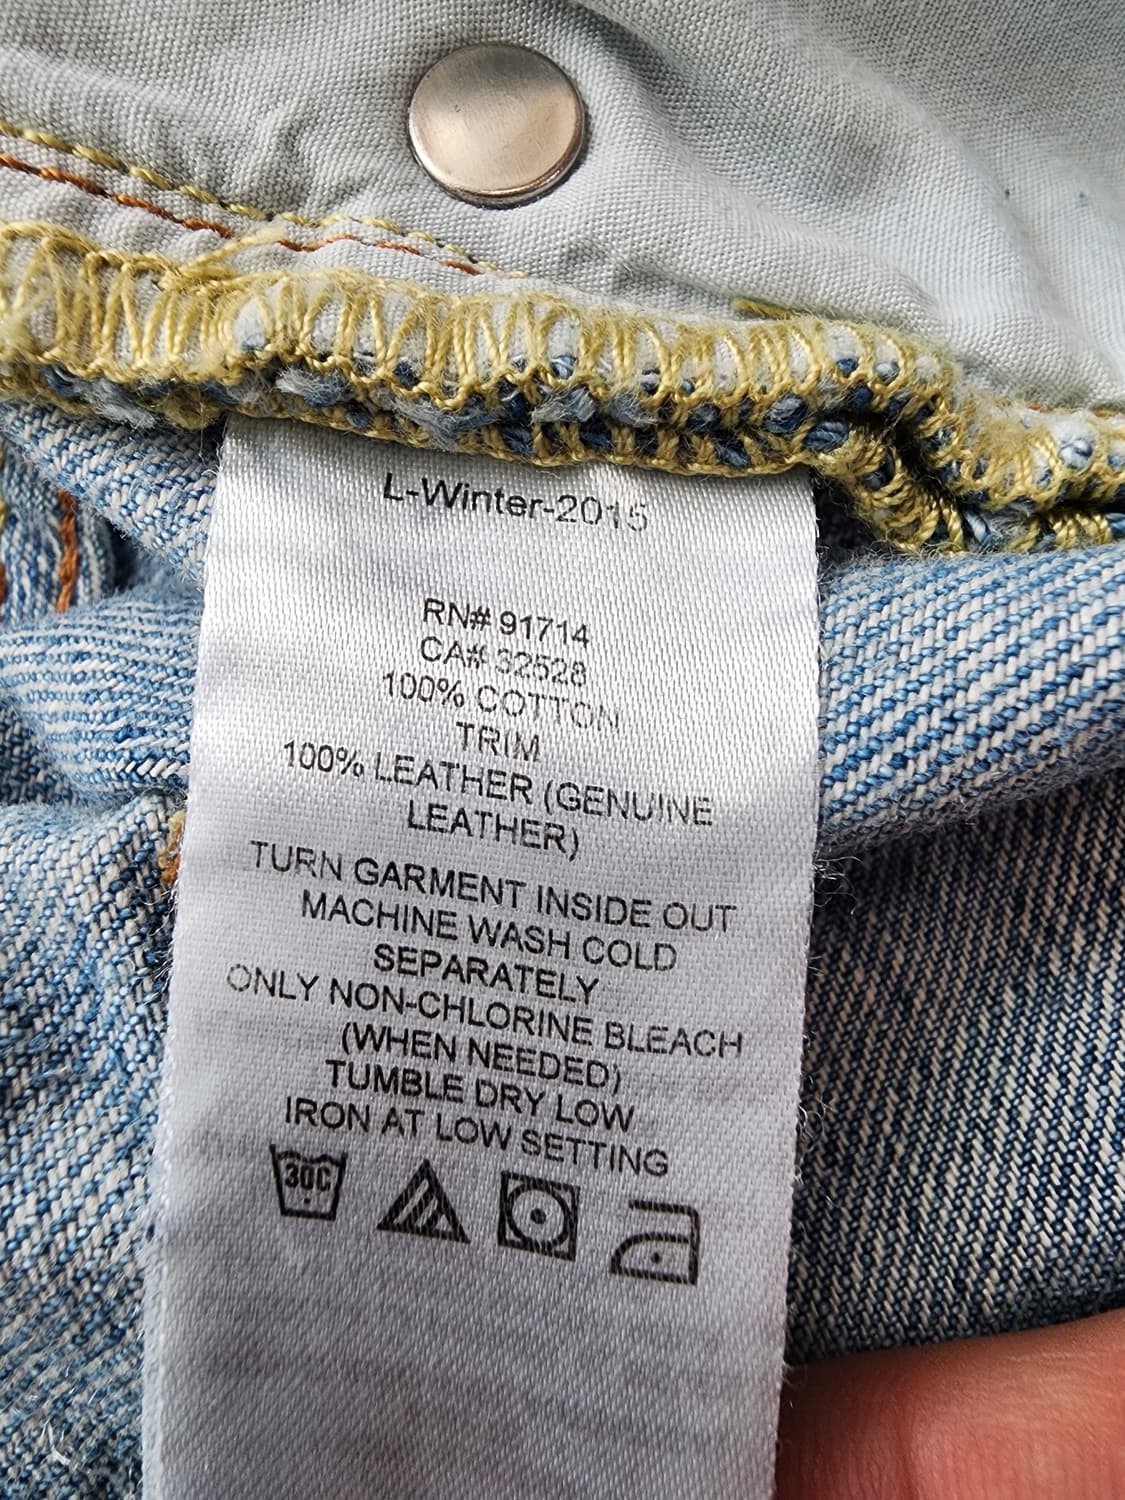 L-Winter-2015
RN# 91714
CA# 32528
100% COTTON
TRIM
100% LEATHER (GENUINE
LEATHER)
TURN GARMENT INSIDE OUT
MACHINE WASH COLD
SEPARATELY
ONLY NON-CHLORINE BLEACH
(WHEN NEEDED)
TUMBLE DRY LOW
IRON AT LOW SETTING
30C